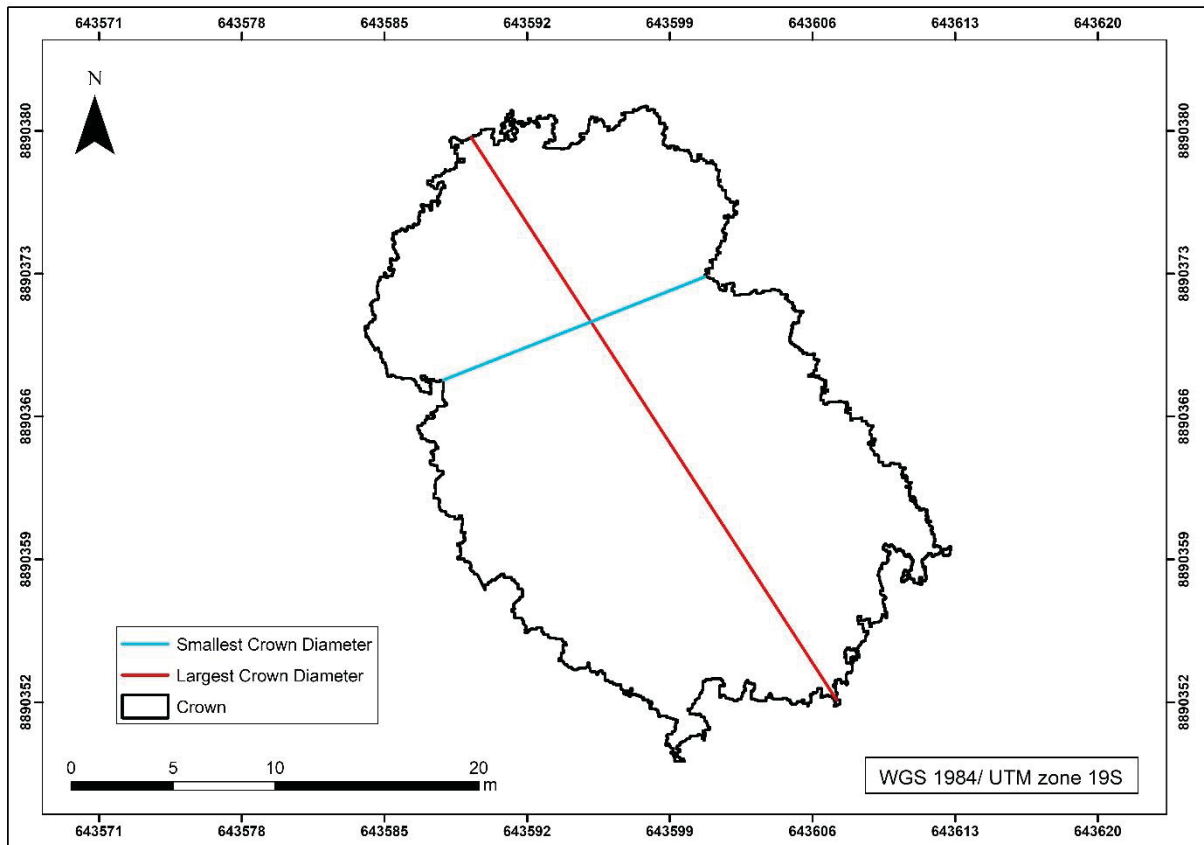 643571 643578 643585 643592 643599 643606 643613 643620
N
8890380 8890380
8890373 8890373
8890366 8890366
8890359 8890359
8890352 8890352
Smallest Crown Diameter
Largest Crown Diameter
Crown
0 5 10 20
m
WGS 1984/ UTM zone 19S
643571 643578 643585 643592 643599 643606 643613 643620